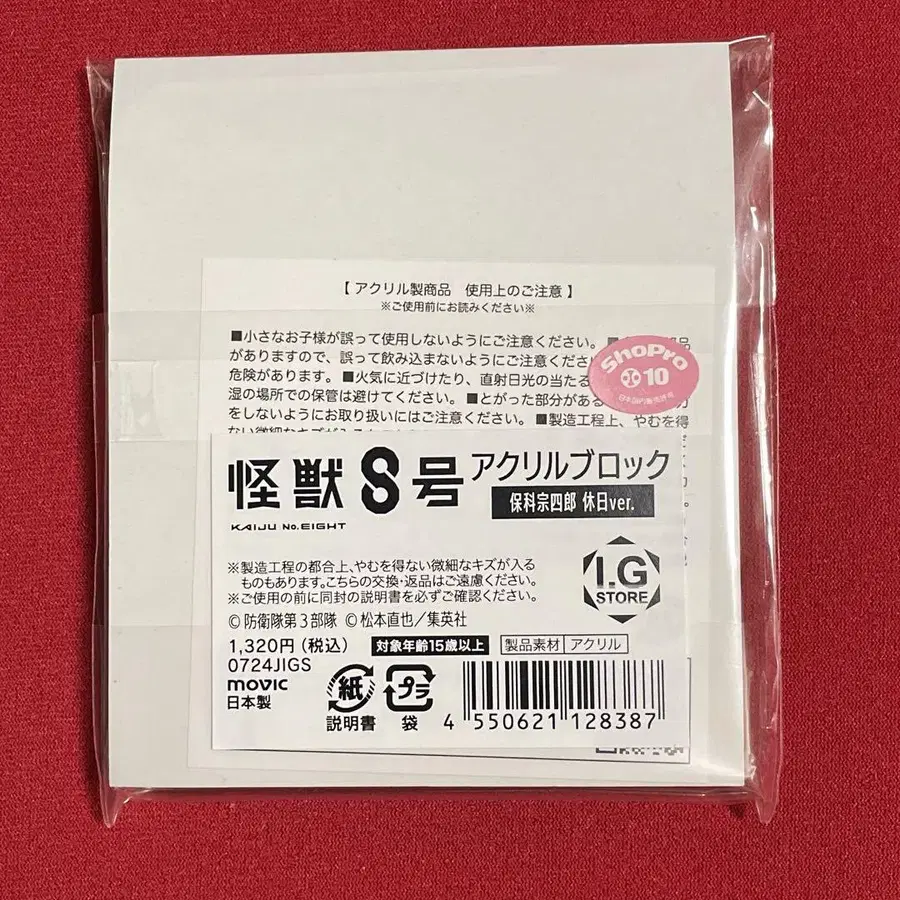 【アクリル製商品 使用上のご注意】
※ご使用前にお読みください※
■小さなお子様が誤って使用しないようにご注意ください。
がありますので、誤って飲み込まないようにご注意くださ
危険があります。■火気に近づけたり、直射日光の当たる
湿の場所での保管は避けてください。■とがった部分がある
をしないようにお取り扱いにはご注意ください。■製造工程上、やむを得
ShoPro
10
怪獣8号
アクリルブロック
KAIJU No.EIGHT
保科宗四郎 休日ver.
※製造工程の都合上、やむを得ない微細なキズが入る
ものもあります。こちらの交換・返品はご遠慮ください。
※ご使用の前に同封の説明書を必ずご確認ください。
©防衛隊第3部隊 ©松本直也/集英社
I.G
STORE
1,320円(税込)
対象年齢15歳以上
製品素材 アクリル
0724JIGS
movic
日本製
紙
説明書
プラ
袋
4 550621 128387